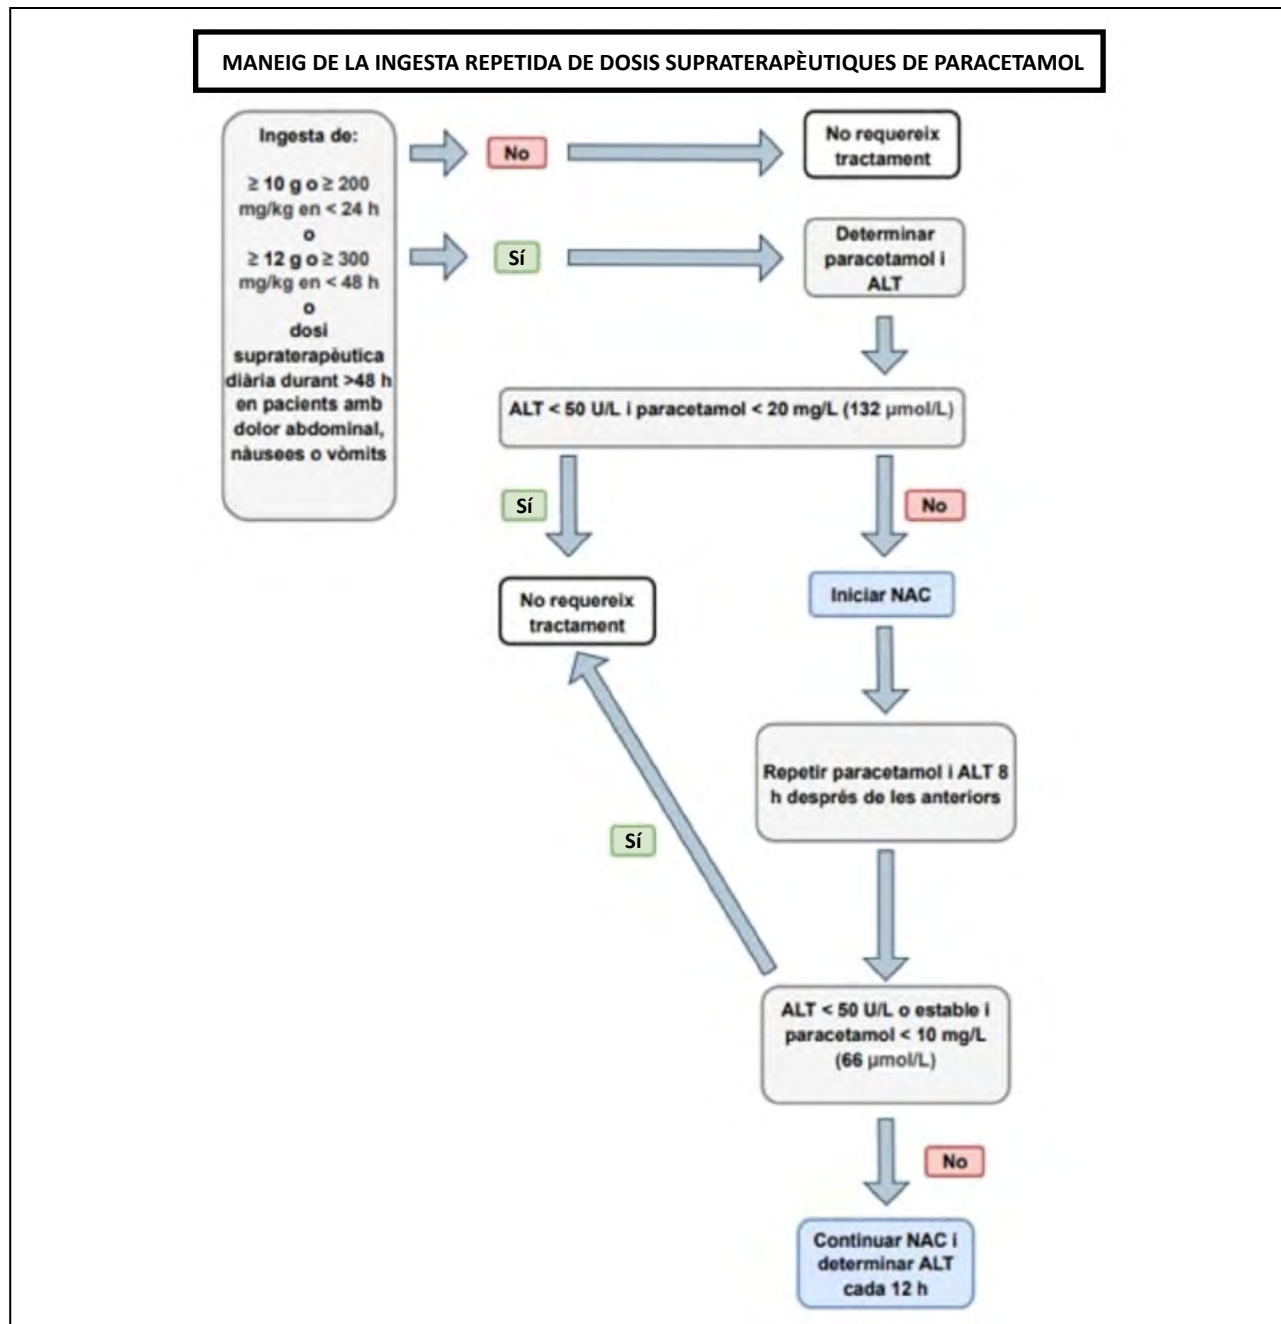 MANEIG DE LA INGESTA REPETIDA DE DOSIS SUPRATERAPÈUTIQUES DE PARACETAMOL
Ingesta de:
≥ 10 g o ≥ 200
mg/kg en < 24 h
o
≥ 12 g o ≥ 300
mg/kg en < 48 h
o
dosi
supraterapèutica
diària durant >48 h
en pacients amb
dolor abdominal,
nàusees o vòmits
No
No requereix
tractament
Sí
Determinar
paracetamol i
ALT
ALT < 50 U/L i paracetamol < 20 mg/L (132 µmol/L)
Sí
No
No requereix
tractament
Iniciar NAC
Repetir paracetamol i ALT 8
h després de les anteriors
Sí
ALT < 50 U/L o estable i
paracetamol < 10 mg/L
(66 µmol/L)
No
Continuar NAC i
determinar ALT
cada 12 h